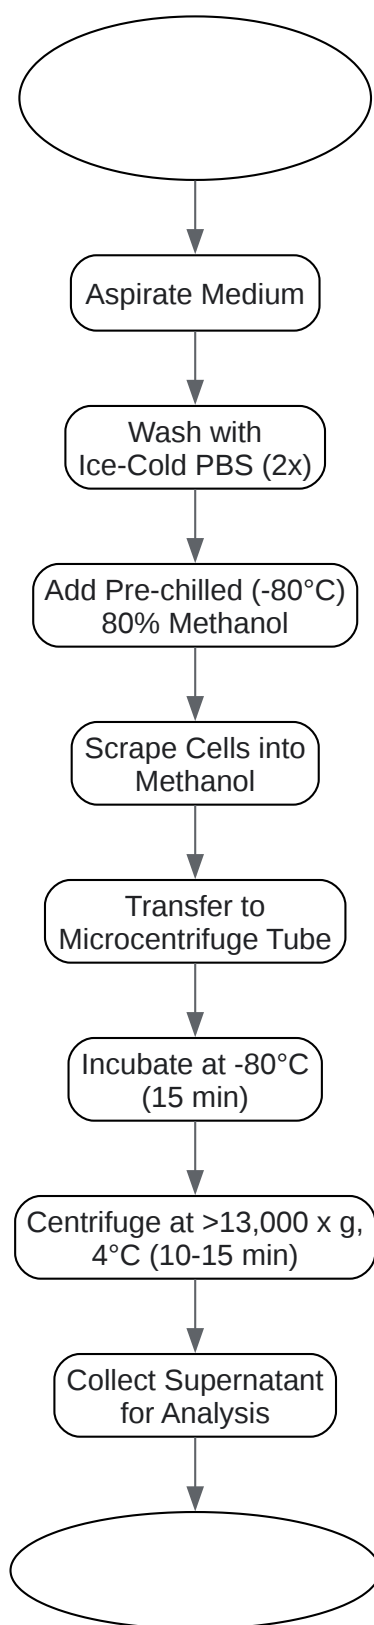 Aspirate Medium
Wash with
Ice-Cold PBS (2x)
Add Pre-chilled (-80°C)
80% Methanol
Scrape Cells into
Methanol
Transfer to
Microcentrifuge Tube
Incubate at -80°C
(15 min)
Centrifuge at >13,000 x g,
4°C (10-15 min)
Collect Supernatant
for Analysis